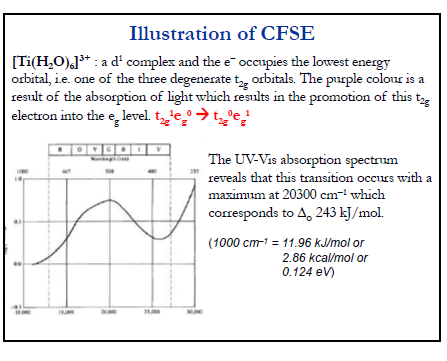 Illustration of CFSE
[Ti(H₂O)₆]³⁺ : a d¹ complex and the e⁻ occupies the lowest energy
orbital, i.e. one of the three degenerate t₂g orbitals. The purple colour is a
result of the absorption of light which results in the promotion of this t₂g
electron into the eg level. t₂g¹eg⁰ → t₂g⁰eg¹
R O Y G B I V
The UV-Vis absorption spectrum
reveals that this transition occurs with a
maximum at 20300 cm⁻¹ which
corresponds to Δ₀ 243 kJ/mol.
(1000 cm⁻¹ = 11.96 kJ/mol or
2.86 kcal/mol or
0.124 eV)